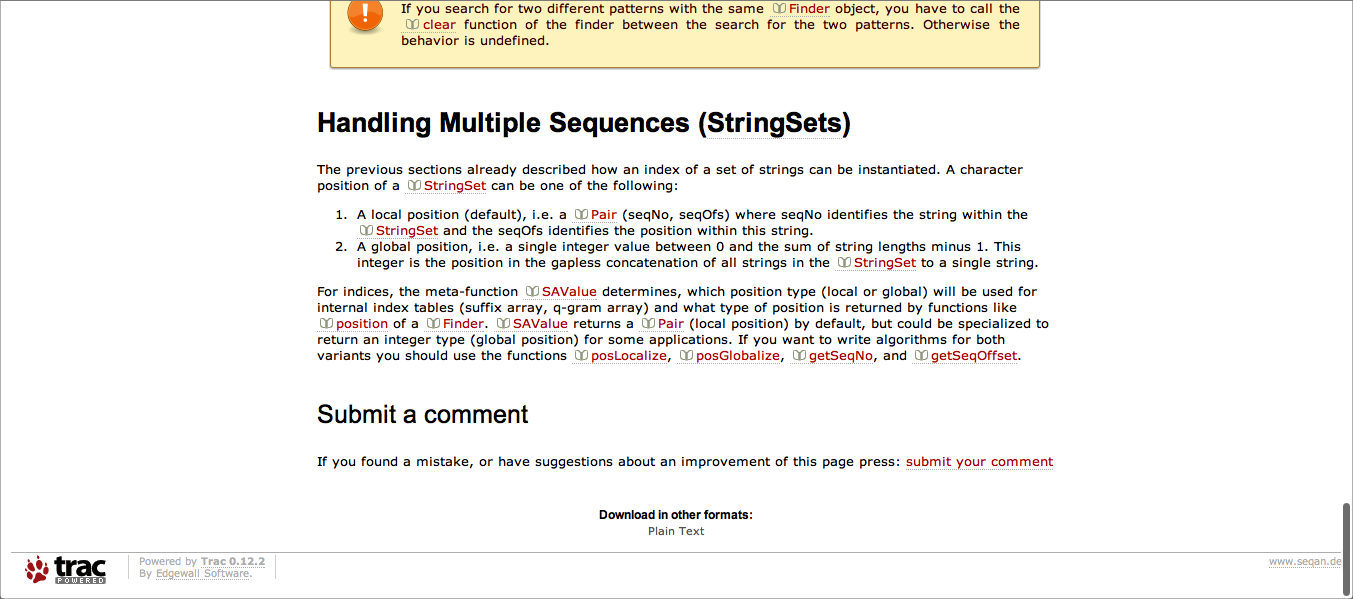 If you search for two different patterns with the same Finder object, you have to call the
clear function of the finder between the search for the two patterns. Otherwise the
behavior is undefined.
Handling Multiple Sequences (StringSets)
The previous sections already described how an index of a set of strings can be instantiated. A character
position of a StringSet can be one of the following:
1. A local position (default), i.e. a Pair (seqNo, seqOfs) where seqNo identifies the string within the
StringSet and the seqOfs identifies the position within this string.
2. A global position, i.e. a single integer value between 0 and the sum of string lengths minus 1. This
integer is the position in the gapless concatenation of all strings in the StringSet to a single string.
For indices, the meta-function SAValue determines, which position type (local or global) will be used for
internal index tables (suffix array, q-gram array) and what type of position is returned by functions like
position of a Finder. SAValue returns a Pair (local position) by default, but could be specialized to
return an integer type (global position) for some applications. If you want to write algorithms for both
variants you should use the functions posLocalize, posGlobalize, getSeqNo, and getSeqOffset.
Submit a comment
If you found a mistake, or have suggestions about an improvement of this page press: submit your comment
Download in other formats:
Plain Text
trac
POWERED
Powered by Trac 0.12.2
By Edgewall Software.
www.seqan.de